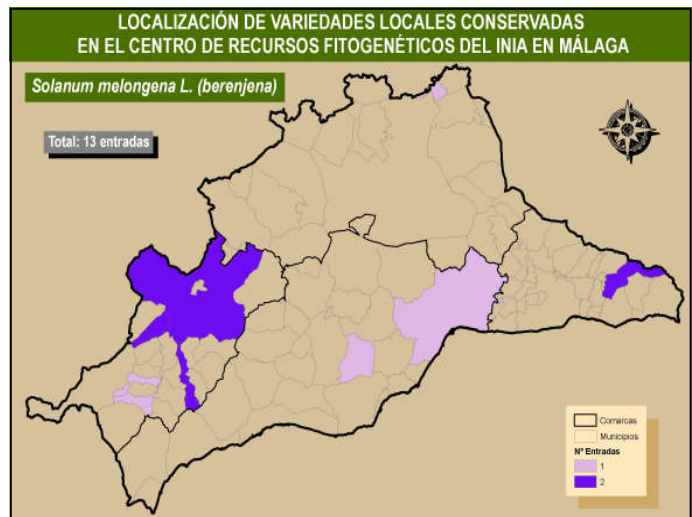 LOCALIZACIÓN DE VARIEDADES LOCALES CONSERVADAS
EN EL CENTRO DE RECURSOS FITOGENÉTICOS DEL INIA EN MÁLAGA
Solanum melongena L. (berenjena)
Total: 13 entradas
Comarcas
Municipios
Nº Entradas
1
2